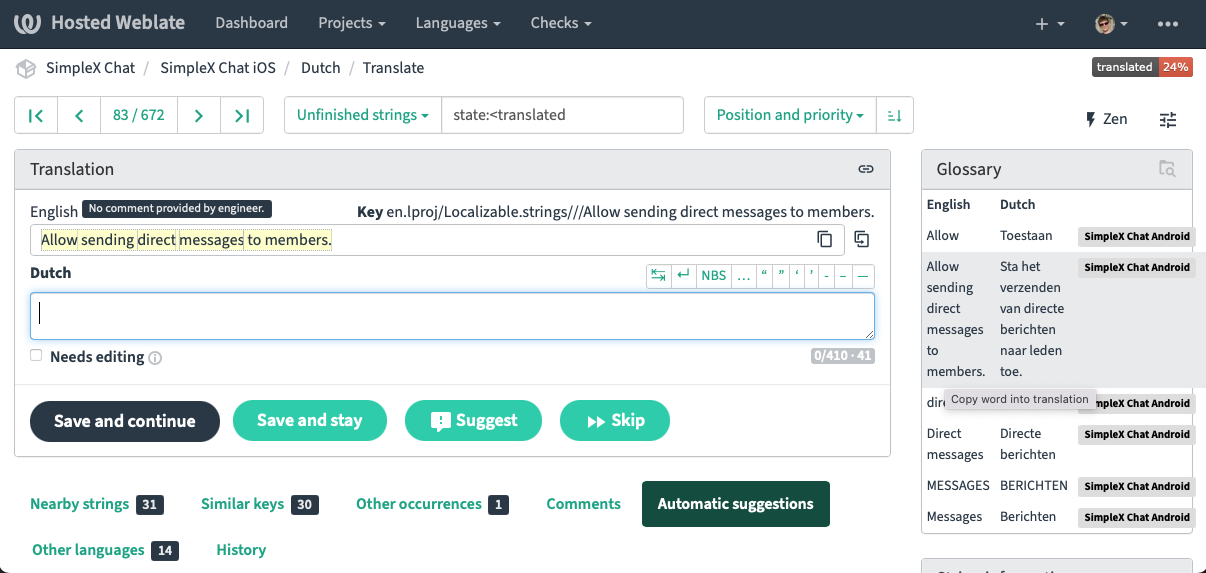 Hosted Weblate Dashboard Projects Languages Checks
SimpleX Chat / SimpleX Chat iOS / Dutch / Translate
translated 24%
83 / 672 Unfinished strings state:<translated Position and priority
Zen
Translation
English No comment provided by engineer. Key en.lproj/Localizable.strings///Allow sending direct messages to members.
Allow sending direct messages to members.
Dutch
NBS … “ ” ‘ ’ - – —
Needs editing
0/410 · 41
Save and continue Save and stay Suggest Skip
Nearby strings 31 Similar keys 30 Other occurrences 1 Comments Automatic suggestions
Other languages 14 History
Glossary
English Dutch
Allow Toestaan SimpleX Chat Android
Allow Sta het SimpleX Chat Android
sending verzenden
direct van directe
messages berichten
to naar leden
members. toe.
Copy word into translation
Direct Directe SimpleX Chat Android
messages berichten
MESSAGES BERICHTEN SimpleX Chat Android
Messages Berichten SimpleX Chat Android